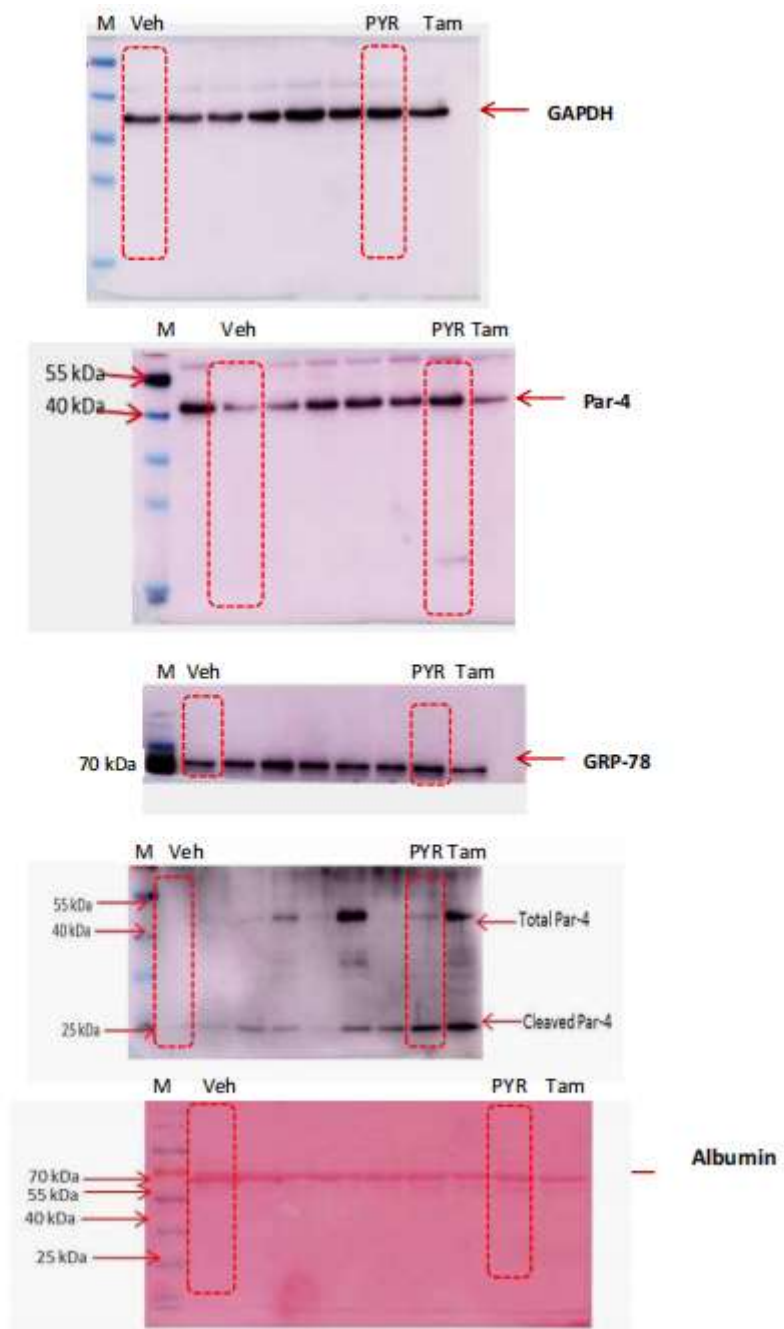 M Veh PYR Tam
GAPDH
M Veh PYR Tam
55 kDa
40 kDa
Par-4
M Veh PYR Tam
70 kDa
GRP-78
M Veh PYR Tam
55 kDa
40 kDa
Total Par-4
25 kDa
Cleaved Par-4
M Veh PYR Tam
70 kDa
Albumin
55 kDa
40 kDa
25 kDa